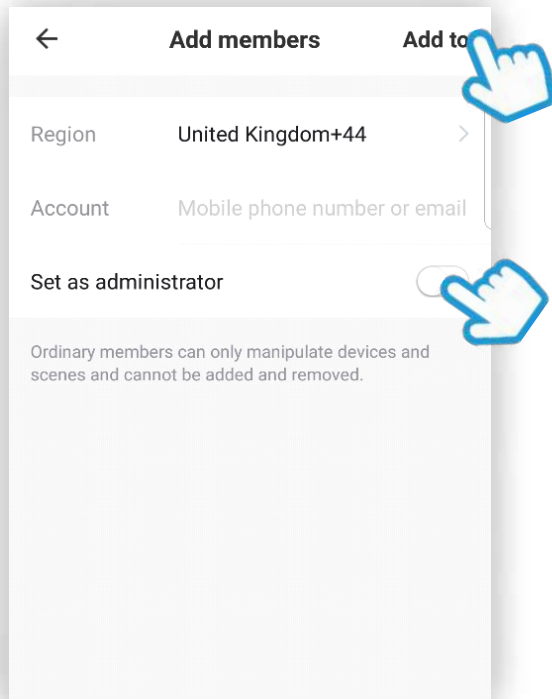 Add members Add to
Region United Kingdom+44
Account Mobile phone number or email
Set as administrator
Ordinary members can only manipulate devices and
scenes and cannot be added and removed.